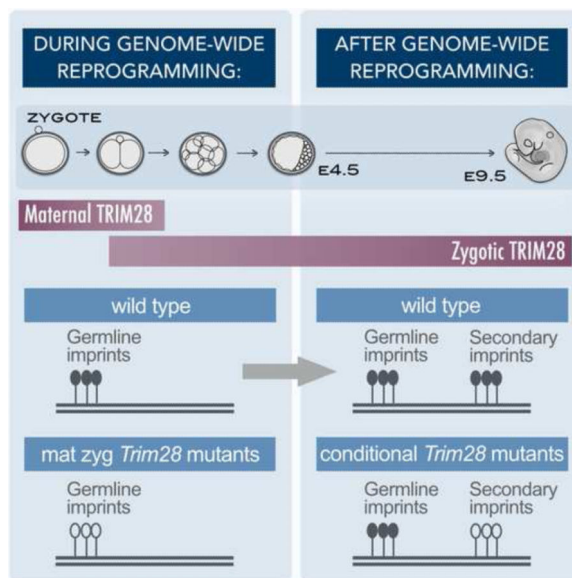 DURING GENOME-WIDE
REPROGRAMMING:
AFTER GENOME-WIDE
REPROGRAMMING:
ZYGOTE
E4.5
E9.5
Maternal TRIM28
Zygotic TRIM28
wild type
Germline
imprints
wild type
Germline
imprints
Secondary
imprints
mat zyg Trim28 mutants
Germline
imprints
conditional Trim28 mutants
Germline
imprints
Secondary
imprints